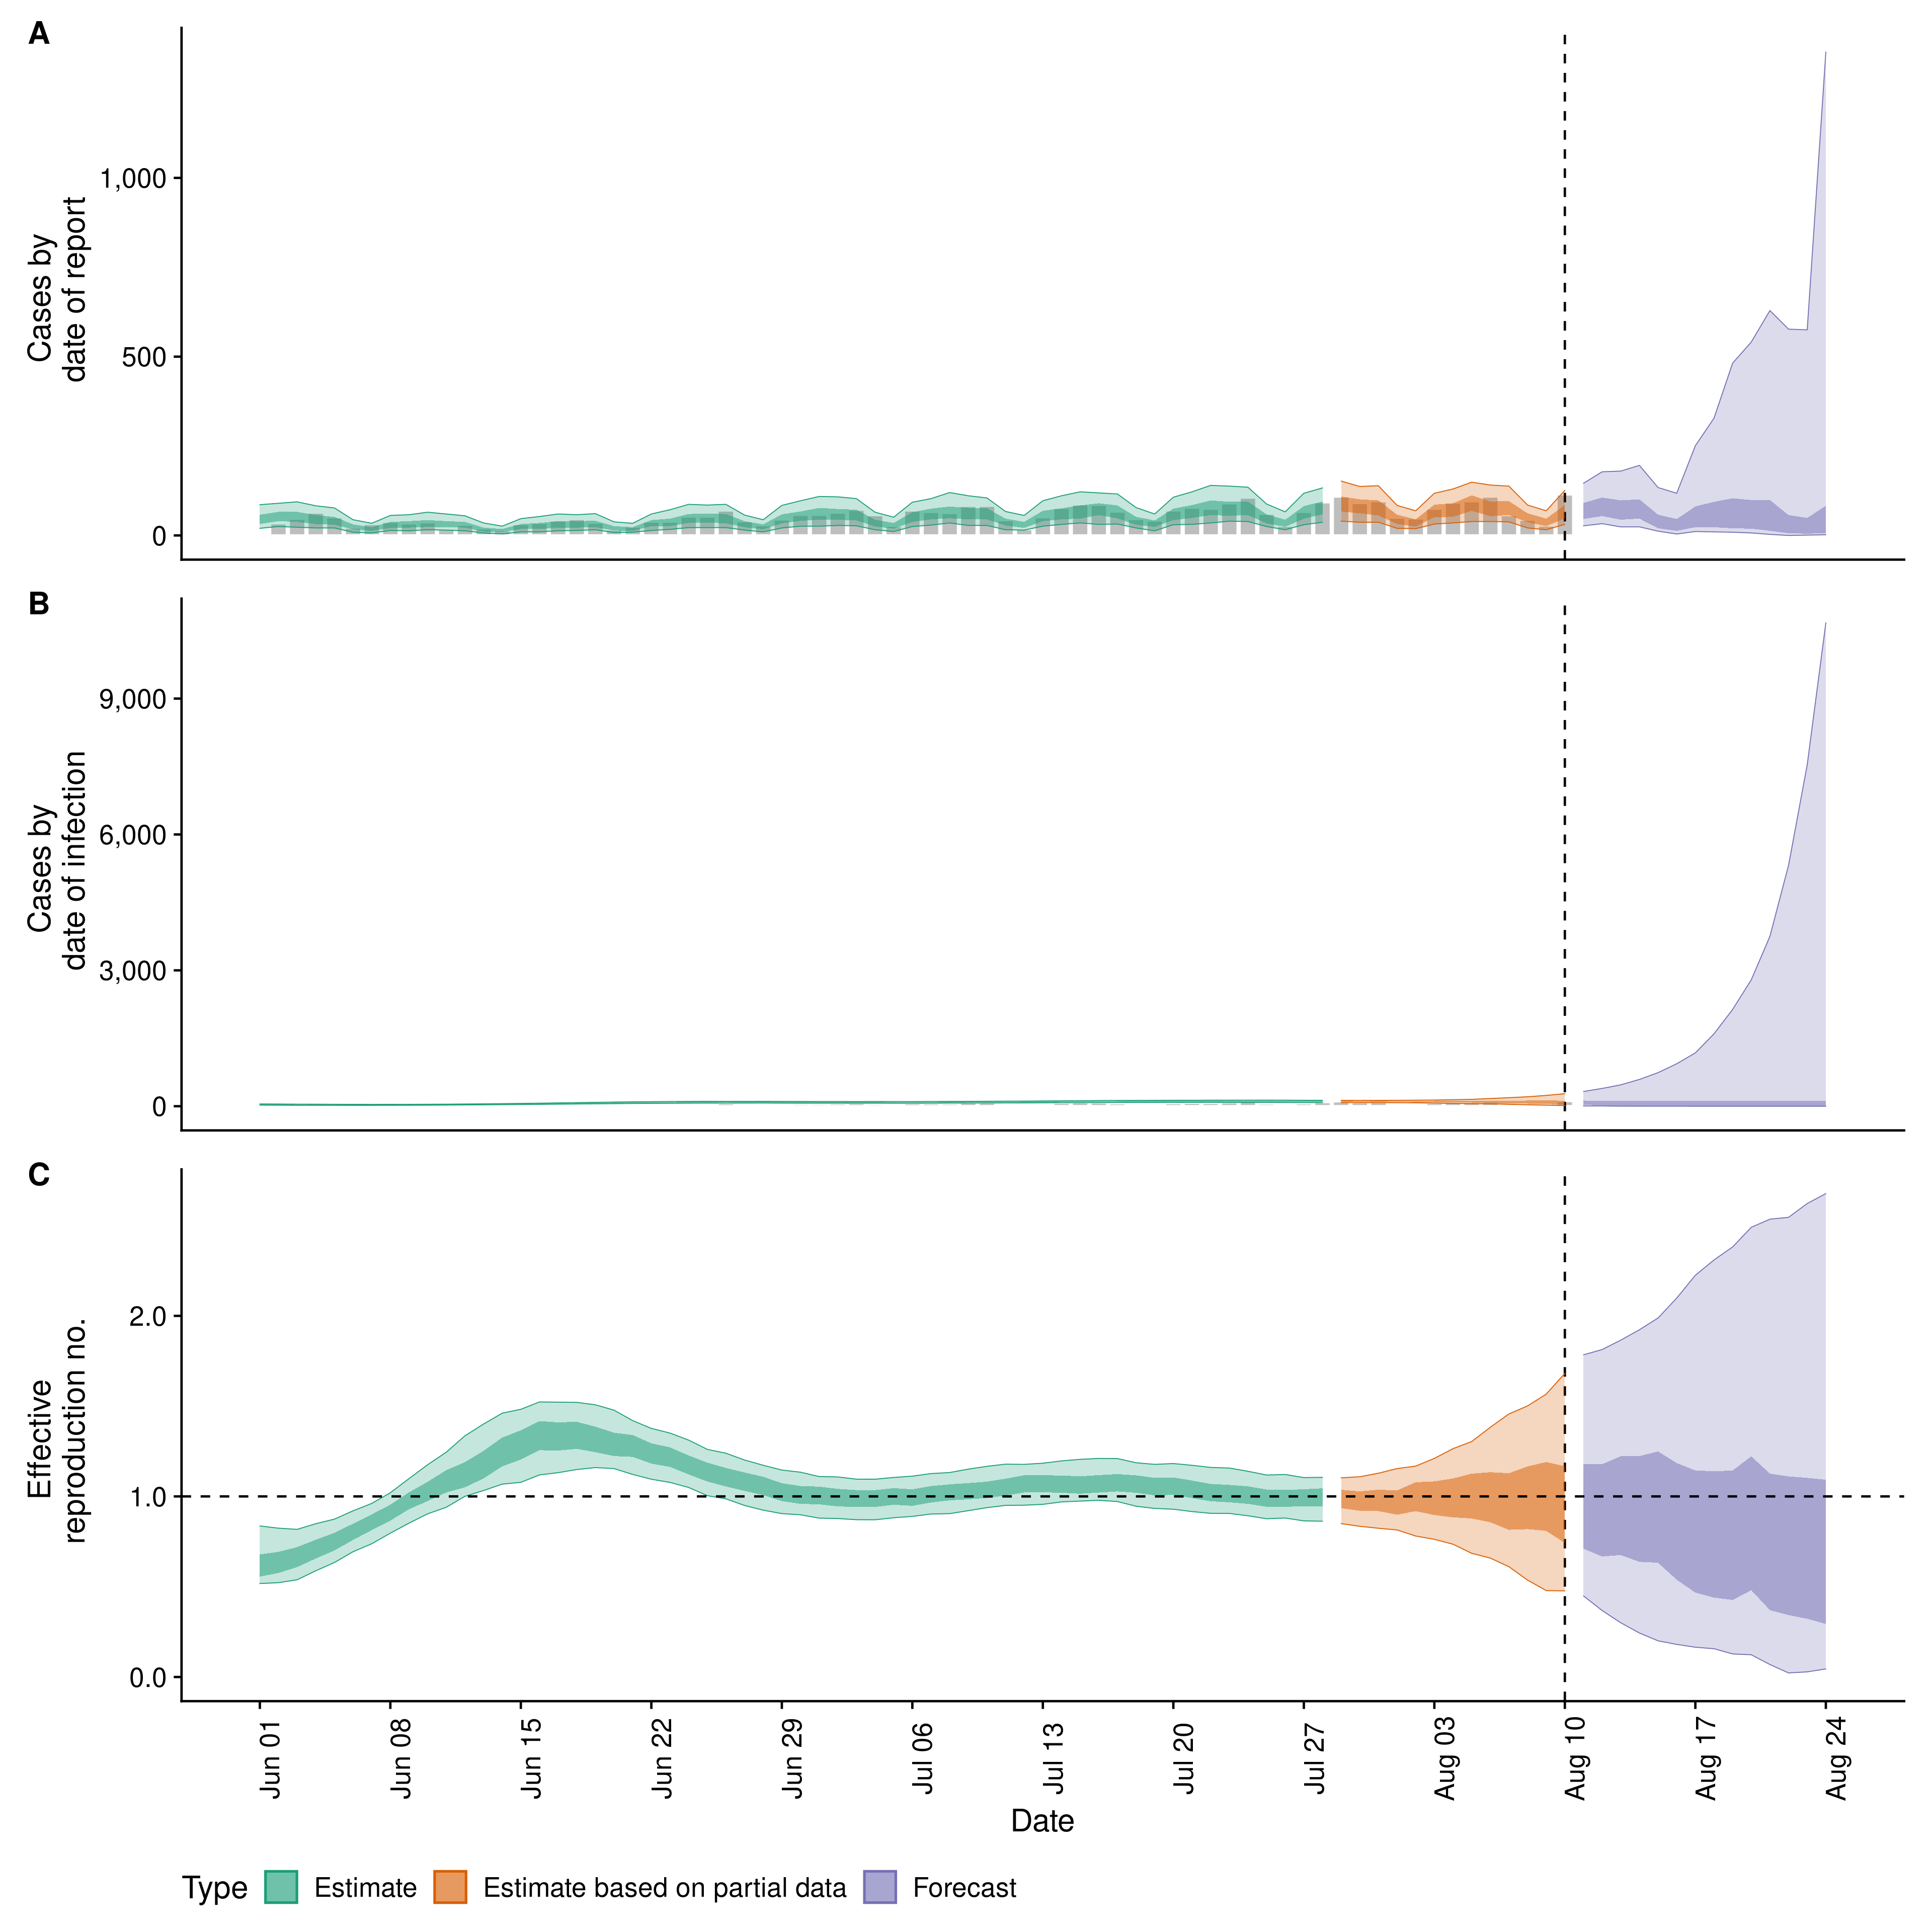 A
Cases by
date of report
1,000
500
0
B
Cases by
date of infection
9,000
6,000
3,000
0
C
Effective
reproduction no.
2.0
1.0
0.0
Jun 01
Jun 08
Jun 15
Jun 22
Jun 29
Jul 06
Jul 13
Jul 20
Jul 27
Aug 03
Aug 10
Aug 17
Aug 24
Date
Type Estimate Estimate based on partial data Forecast